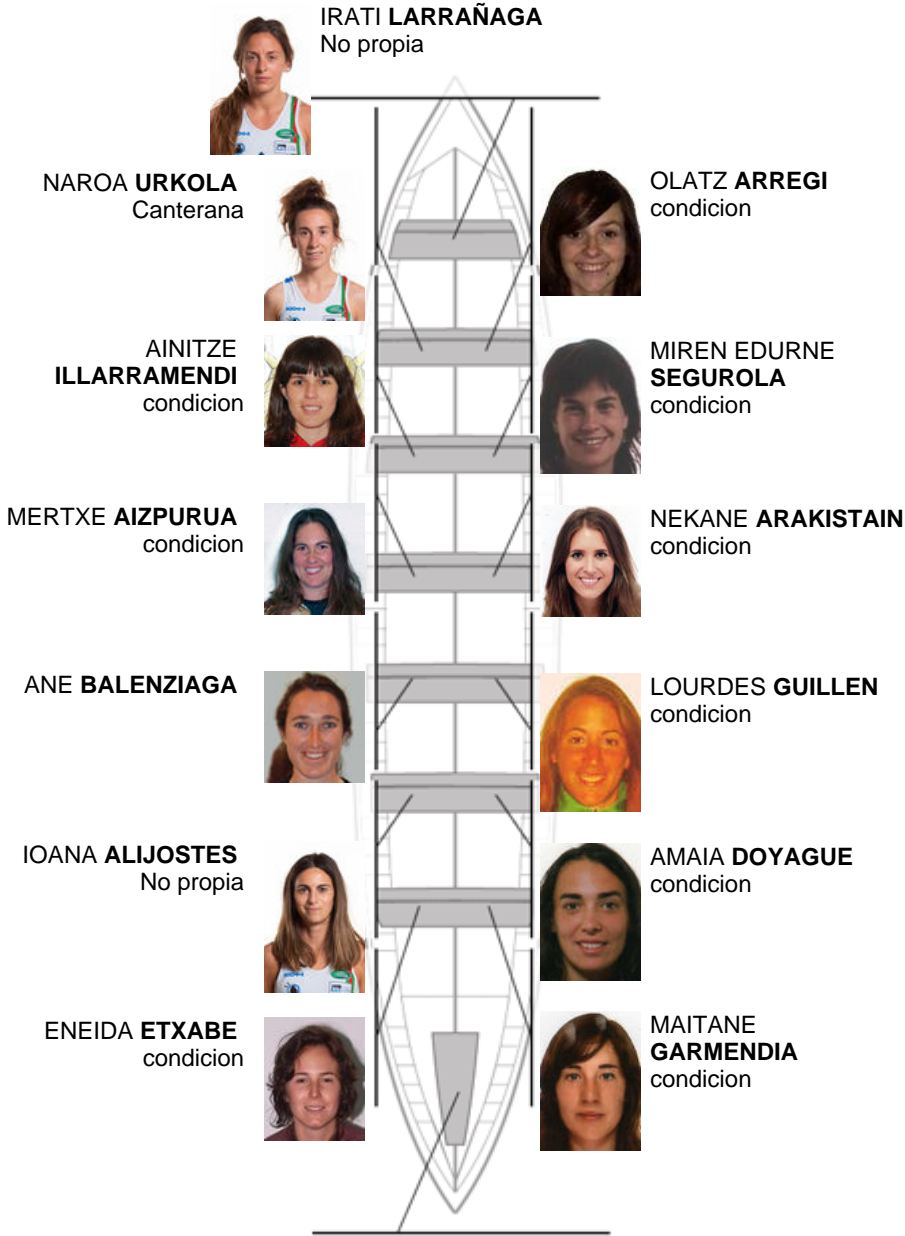 IRATI LARRAÑAGA
No propia
NAROA URKOLA
Canterana
OLATZ ARREGI
condicion
AINITZE
ILLARRAMENDI
condicion
MIREN EDURNE
SEGUROLA
condicion
MERTXE AIZPURUA
condicion
NEKANE ARAKISTAIN
condicion
ANE BALENZIAGA
LOURDES GUILLEN
condicion
IOANA ALIJOSTES
No propia
AMAIA DOYAGUE
condicion
ENEIDA ETXABE
condicion
MAITANE
GARMENDIA
condicion